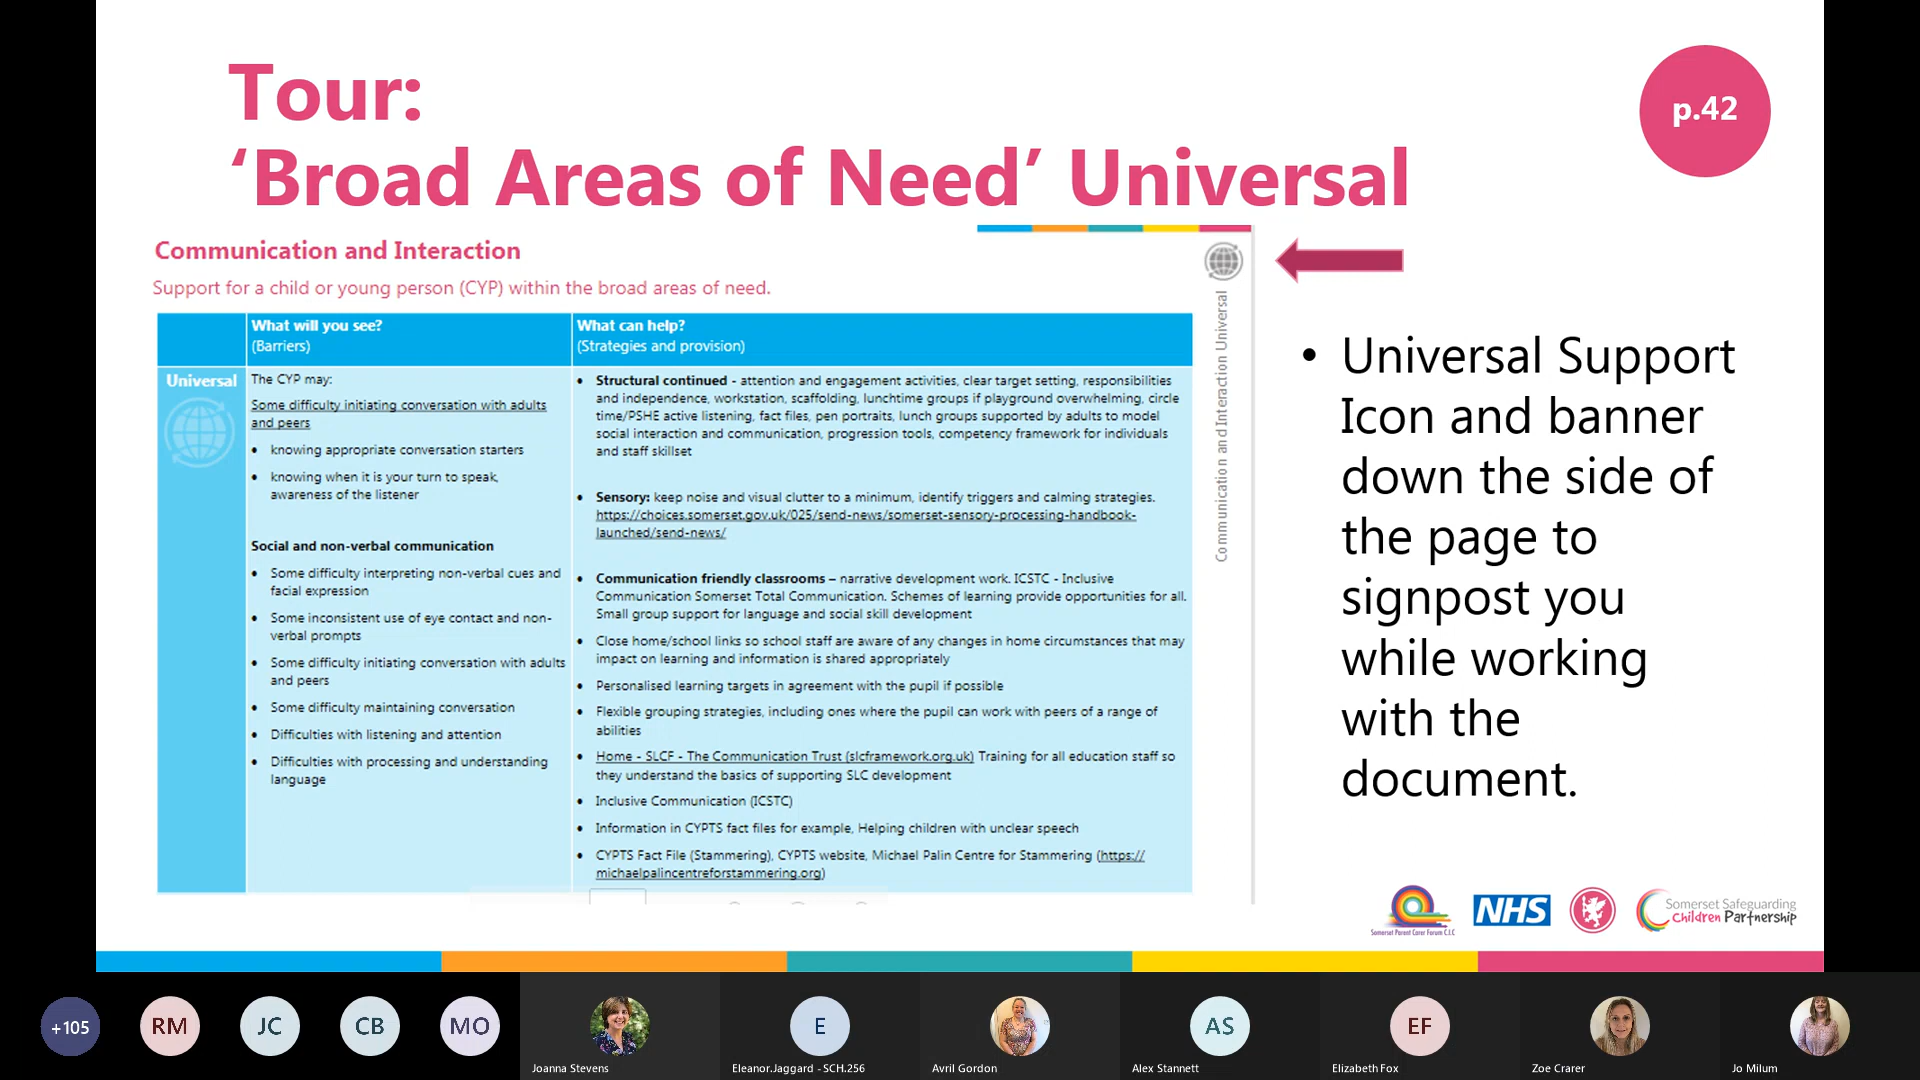 Tour:
‘Broad Areas of Need’ Universal
p.42
Communication and Interaction
Support for a child or young person (CYP) within the broad areas of need.
What will you see?
(Barriers)
What can help?
(Strategies and provision)
Universal
The CYP may:
Some difficulty initiating conversation with adults
and peers
• knowing appropriate conversation starters
• knowing when it is your turn to speak,
awareness of the listener
Social and non-verbal communication
• Some difficulty interpreting non-verbal cues and
facial expression
• Some inconsistent use of eye contact and non-
verbal prompts
• Some difficulty initiating conversation with adults
and peers
• Some difficulty maintaining conversation
• Difficulties with listening and attention
• Difficulties with processing and understanding
language
• Structural continued - attention and engagement activities, clear target setting, responsibilities
and independence, workstation, scaffolding, lunchtime groups if playground overwhelming, circle
time/PSHE active listening, fact files, pen portraits, lunch groups supported by adults to model
social interaction and communication, progression tools, competency framework for individuals
and staff skillset
• Sensory: keep noise and visual clutter to a minimum, identify triggers and calming strategies.
https://choices.somerset.gov.uk/025/send-news/somerset-sensory-processing-handbook-
launched/send-news/
• Communication friendly classrooms – narrative development work. ICSTC - Inclusive
Communication Somerset Total Communication. Schemes of learning provide opportunities for all.
Small group support for language and social skill development
• Close home/school links so school staff are aware of any changes in home circumstances that may
impact on learning and information is shared appropriately
• Personalised learning targets in agreement with the pupil if possible
• Flexible grouping strategies, including ones where the pupil can work with peers of a range of
abilities
• Home - SLCF - The Communication Trust (slcframework.org.uk) Training for all education staff so
they understand the basics of supporting SLC development
• Inclusive Communication (ICSTC)
• Information in CYPTS fact files for example, Helping children with unclear speech
• CYPTS Fact File (Stammering), CYPTS website, Michael Palin Centre for Stammering (https://
michaelpalincentreforstammering.org)
Communication and Interaction Universal
• Universal Support
Icon and banner
down the side of
the page to
signpost you
while working
with the
document.
Somerset Parent Carer Forum C.I.C
NHS
Somerset Safeguarding
Children Partnership
+105
RM
JC
CB
MO
Joanna Stevens
E
Eleanor.Jaggard - SCH.256
Avril Gordon
AS
Alex Stannett
EF
Elizabeth Fox
Zoe Crarer
Jo Milum